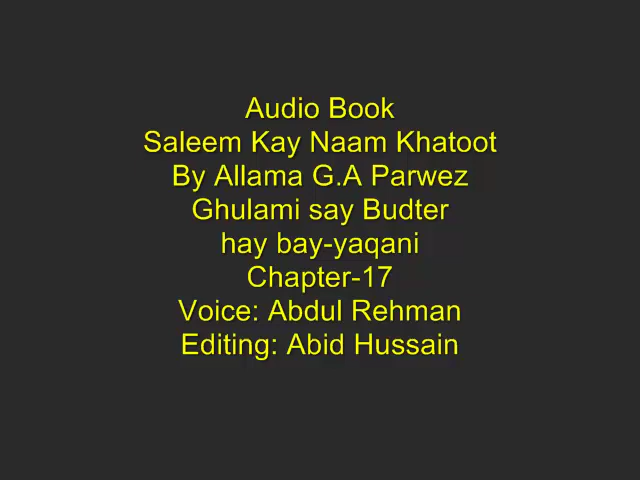 Audio Book
Saleem Kay Naam Khatoot
By Allama G.A Parwez
Ghulami say Budter
hay bay-yaqani
Chapter-17
Voice: Abdul Rehman
Editing: Abid Hussain